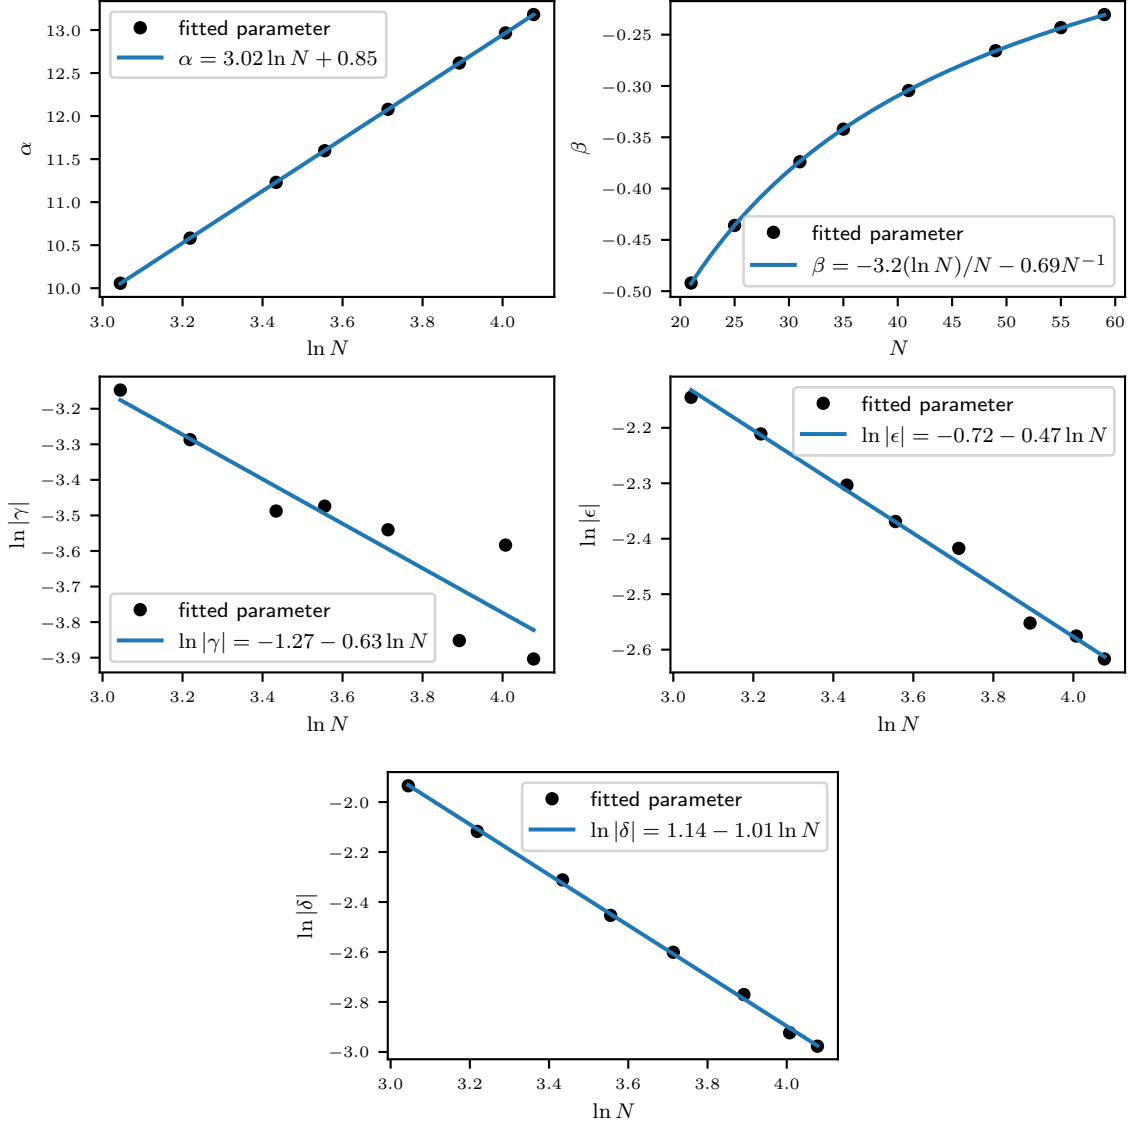 13.0
12.5
12.0
11.5
11.0
10.5
10.0
α
fitted parameter
α = 3.02 ln N + 0.85
3.0 3.2 3.4 3.6 3.8 4.0
ln N
−0.25
−0.30
−0.35
−0.40
−0.45
−0.50
β
fitted parameter
β = −3.2(ln N)/N − 0.69N⁻¹
20 25 30 35 40 45 50 55 60
N
−3.2
−3.3
−3.4
−3.5
−3.6
−3.7
−3.8
−3.9
ln |γ|
fitted parameter
ln |γ| = −1.27 − 0.63 ln N
3.0 3.2 3.4 3.6 3.8 4.0
ln N
−2.2
−2.3
−2.4
−2.5
−2.6
ln |ϵ|
fitted parameter
ln |ϵ| = −0.72 − 0.47 ln N
3.0 3.2 3.4 3.6 3.8 4.0
ln N
−2.0
−2.2
−2.4
−2.6
−2.8
−3.0
ln |δ|
fitted parameter
ln |δ| = 1.14 − 1.01 ln N
3.0 3.2 3.4 3.6 3.8 4.0
ln N